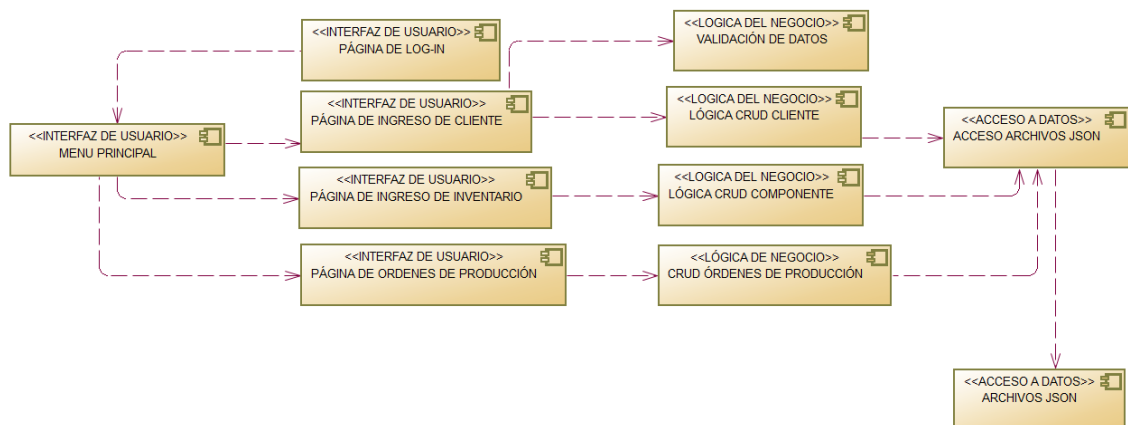 <<INTERFAZ DE USUARIO>>
PÁGINA DE LOG-IN
<<LOGICA DEL NEGOCIO>>
VALIDACIÓN DE DATOS
<<INTERFAZ DE USUARIO>>
PÁGINA DE INGRESO DE CLIENTE
<<LOGICA DEL NEGOCIO>>
LÓGICA CRUD CLIENTE
<<ACCESO A DATOS>>
ACCESO ARCHIVOS JSON
<<INTERFAZ DE USUARIO>>
MENU PRINCIPAL
<<INTERFAZ DE USUARIO>>
PÁGINA DE INGRESO DE INVENTARIO
<<LOGICA DEL NEGOCIO>>
LÓGICA CRUD COMPONENTE
<<INTERFAZ DE USUARIO>>
PÁGINA DE ORDENES DE PRODUCCIÓN
<<LÓGICA DE NEGOCIO>>
CRUD ÓRDENES DE PRODUCCIÓN
<<ACCESO A DATOS>>
ARCHIVOS JSON